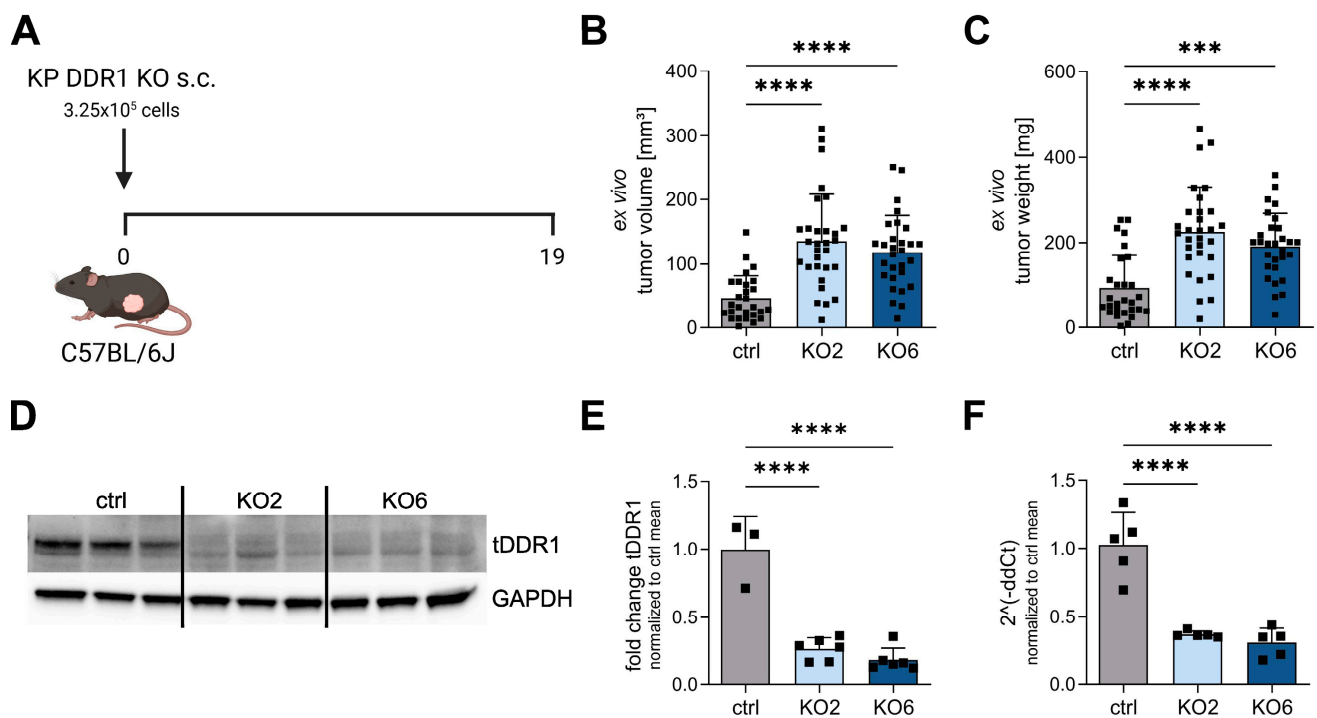 A
KP DDR1 KO s.c.
3.25x10⁵ cells
0
19
C57BL/6J
B
****
****
ex vivo
tumor volume [mm³]
400
300
200
100
0
ctrl
KO2
KO6
C
***
****
ex vivo
tumor weight [mg]
600
400
200
0
ctrl
KO2
KO6
D
ctrl
KO2
KO6
tDDR1
GAPDH
E
****
****
fold change tDDR1
normalized to ctrl mean
1.5
1.0
0.5
0.0
ctrl
KO2
KO6
F
****
****
2^(-ddCt)
normalized to ctrl mean
1.5
1.0
0.5
0.0
ctrl
KO2
KO6